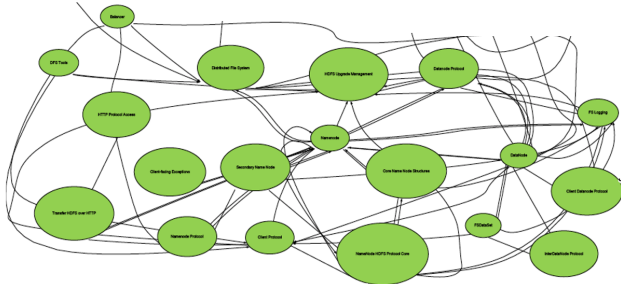 Balancer
DFS Tools
Distributed File System
HDFS Upgrade Management
Datanode Protocol
HTTP Protocol Access
FS Logging
Namenode
DataNode
Client-facing Exceptions
Secondary Name Node
Core Name Node Structures
Client Datanode Protocol
Transfer HDFS over HTTP
Namenode Protocol
Client Protocol
FSDataSet
NameNode HDFS Protocol Core
InterDataNode Protocol